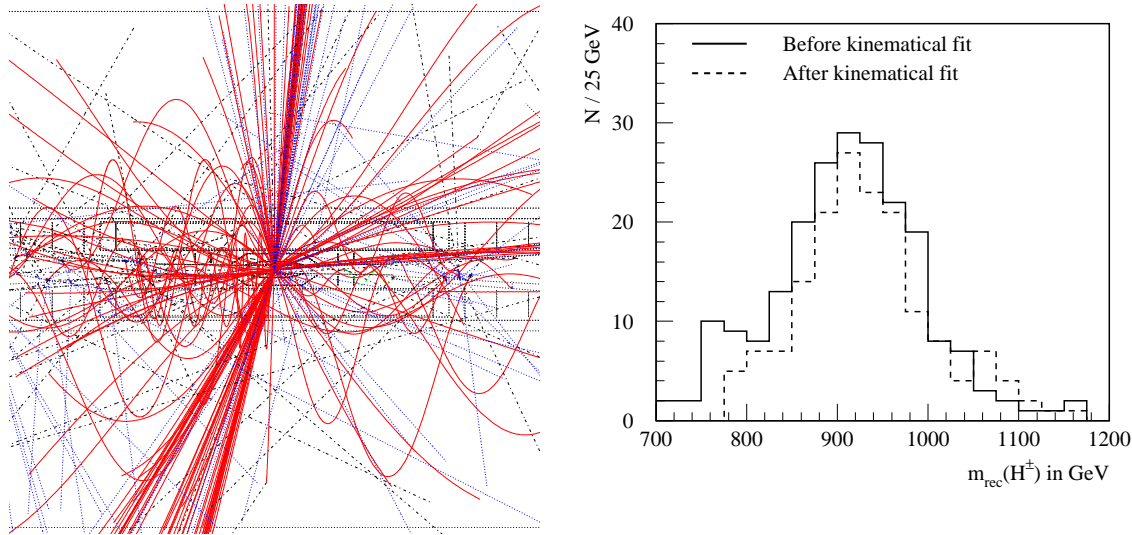 40
30
20
10
0
N / 25 GeV
Before kinematical fit
After kinematical fit
700 800 900 1000 1100 1200
m_rec(H^±) in GeV